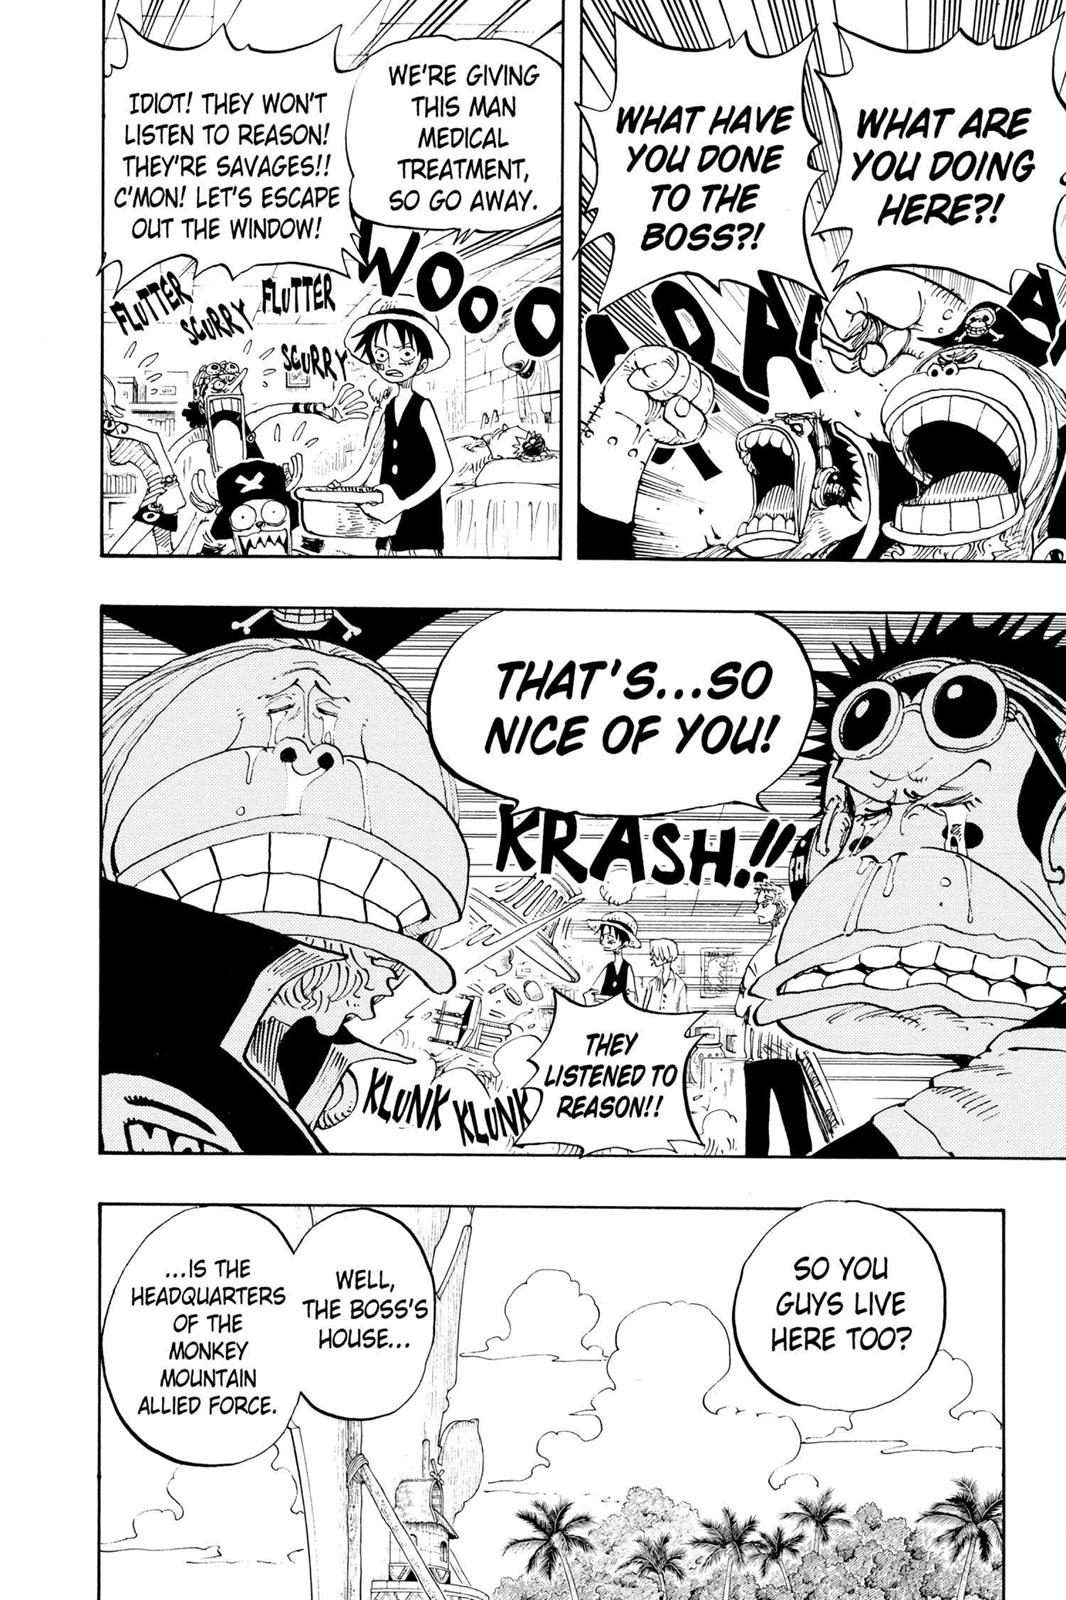 WHAT ARE
YOU DOING
HERE?!
WHAT HAVE
YOU DONE
TO THE
BOSS?!
WE'RE GIVING
THIS MAN
MEDICAL
TREATMENT,
SO GO AWAY.
IDIOT! THEY WON'T
LISTEN TO REASON!
THEY'RE SAVAGES!!
C'MON! LET'S ESCAPE
OUT THE WINDOW!
WOOO
FLUTTER
SCURRY
FLUTTER
SCURRY
THAT'S...SO
NICE OF YOU!
KRASH!!
THEY
LISTENED TO
REASON!!
KLUNK
KLUNK
SO YOU
GUYS LIVE
HERE TOO?
WELL,
THE BOSS'S
HOUSE...
...IS THE
HEADQUARTERS
OF THE
MONKEY
MOUNTAIN
ALLIED FORCE.